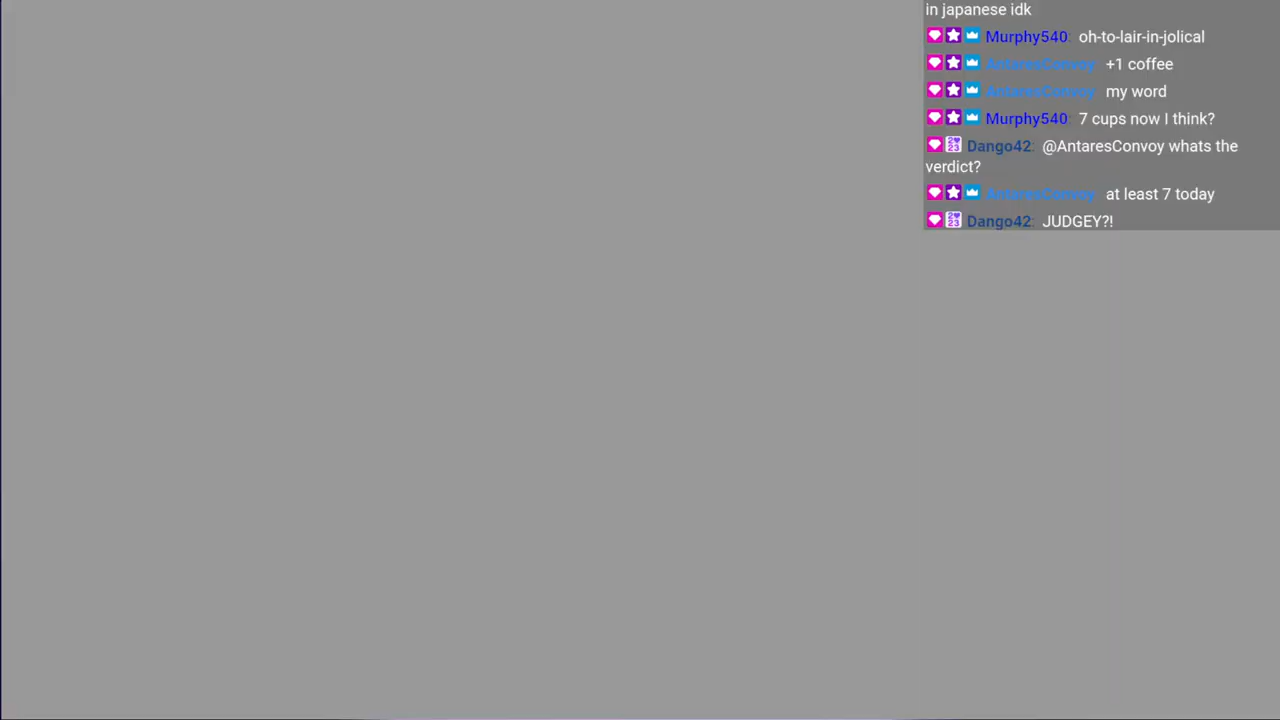 in japanese idk
Murphy540: oh-to-lair-in-jolical
AntaresConvoy: +1 coffee
AntaresConvoy: my word
Murphy540: 7 cups now I think?
Dango42: @AntaresConvoy whats the
verdict?
AntaresConvoy: at least 7 today
Dango42: JUDGEY?!